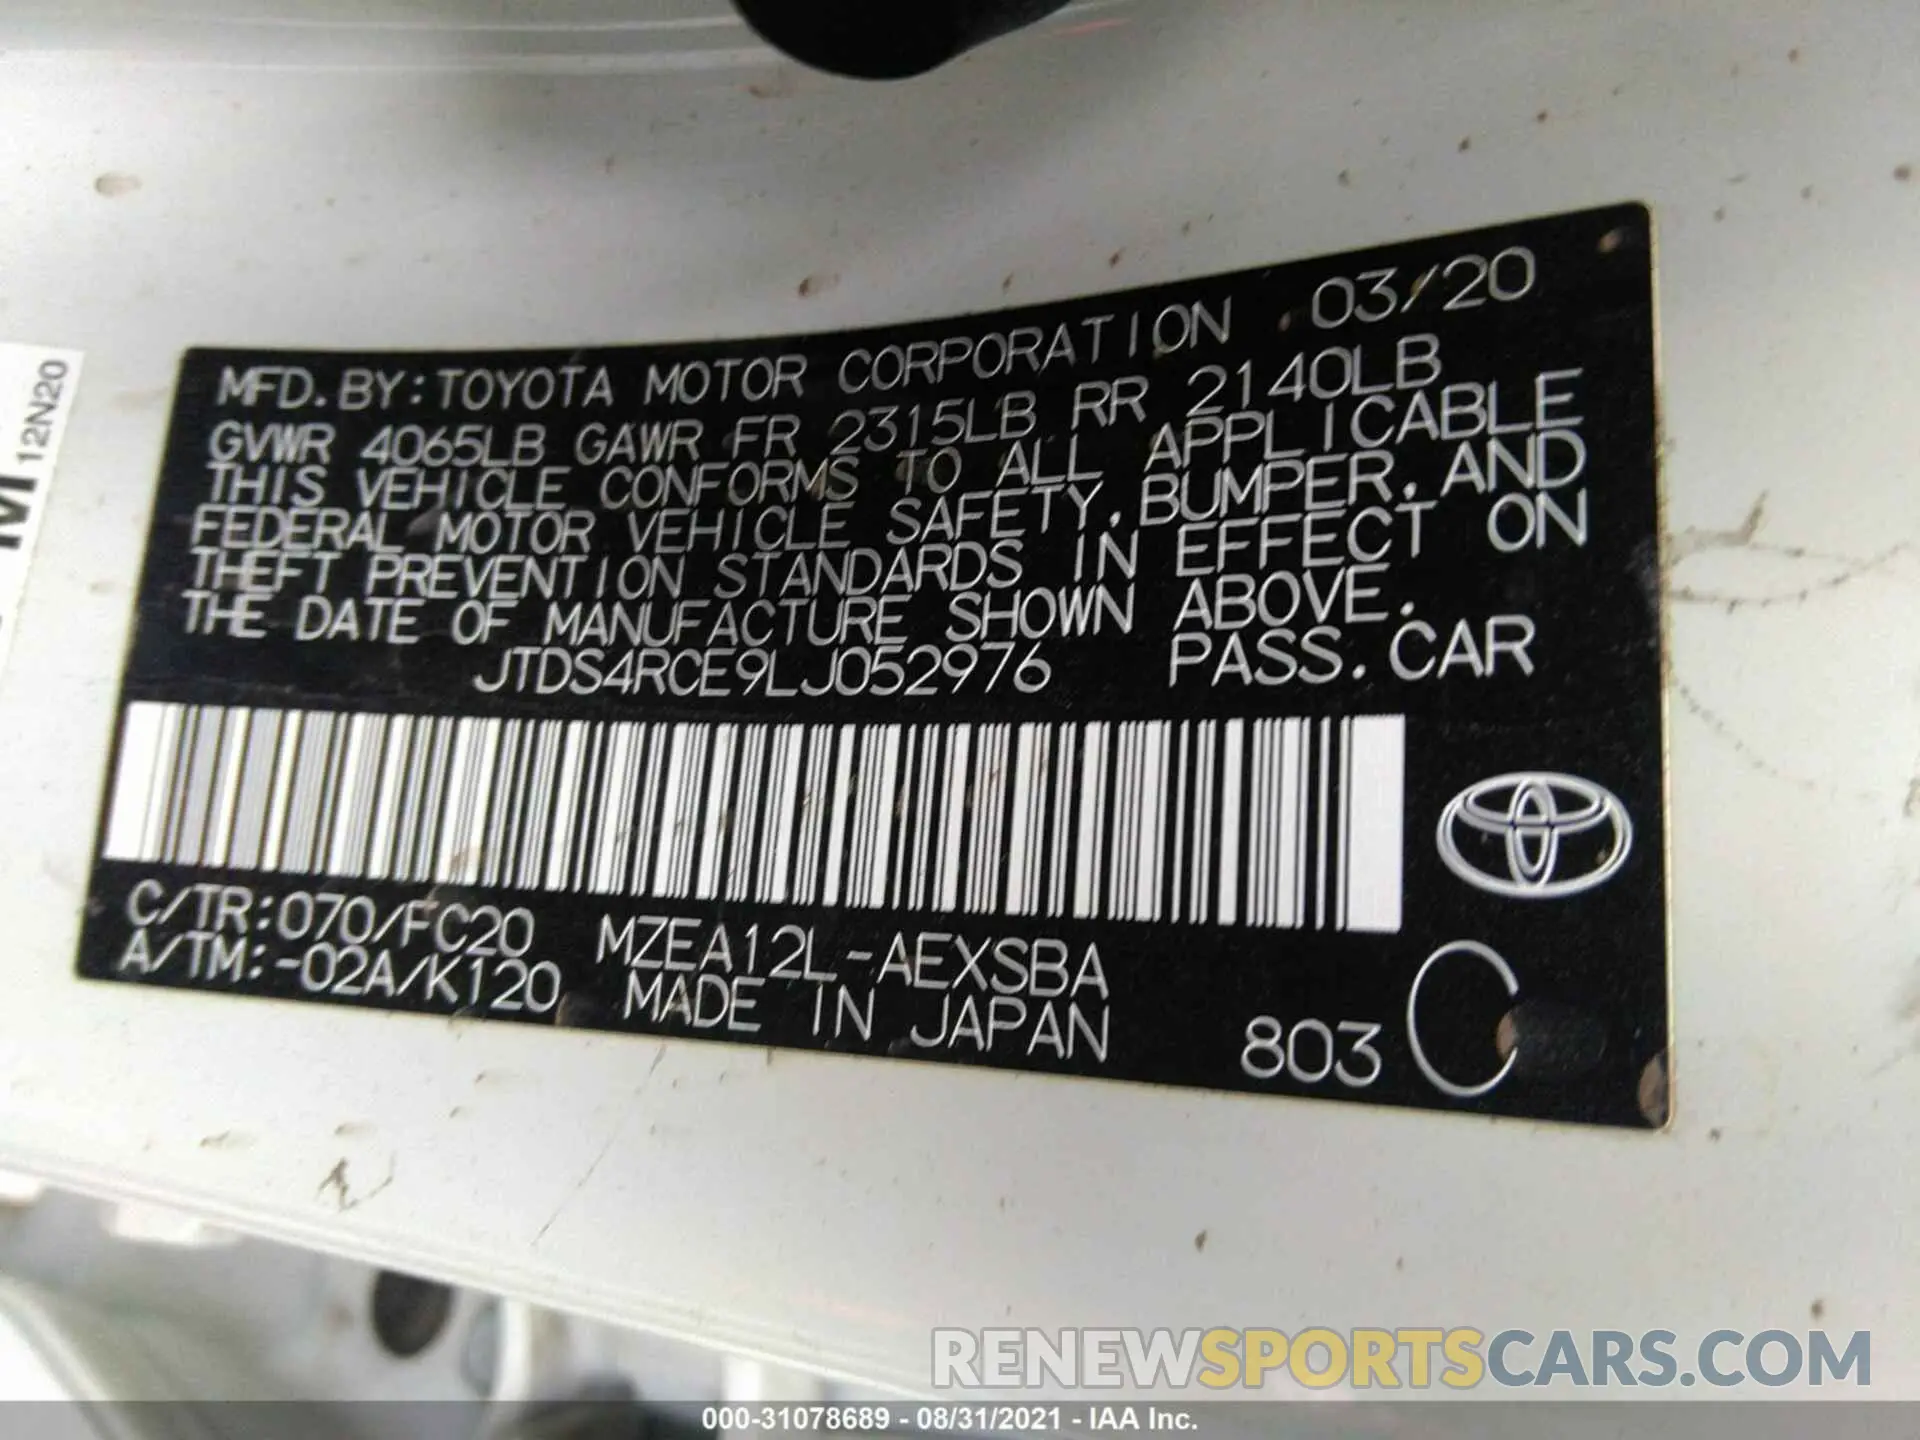 MFD.BY:TOYOTA MOTOR CORPORATION 03/20
GVWR 4065LB GAWR FR 2315LB RR 2140LB
THIS VEHICLE CONFORMS TO ALL APPLICABLE
FEDERAL MOTOR VEHICLE SAFETY, BUMPER, AND
THEFT PREVENTION STANDARDS IN EFFECT ON
THE DATE OF MANUFACTURE SHOWN ABOVE.
JTDS4RCE9LJ052976 PASS.CAR
C/TR:070/FC20 MZEA12L-AEXSBA
A/TM:-02A/K120 MADE IN JAPAN
803 C
M 12N20
RENEWSPORTSCARS.COM
000-31078689 - 08/31/2021 - IAA Inc.